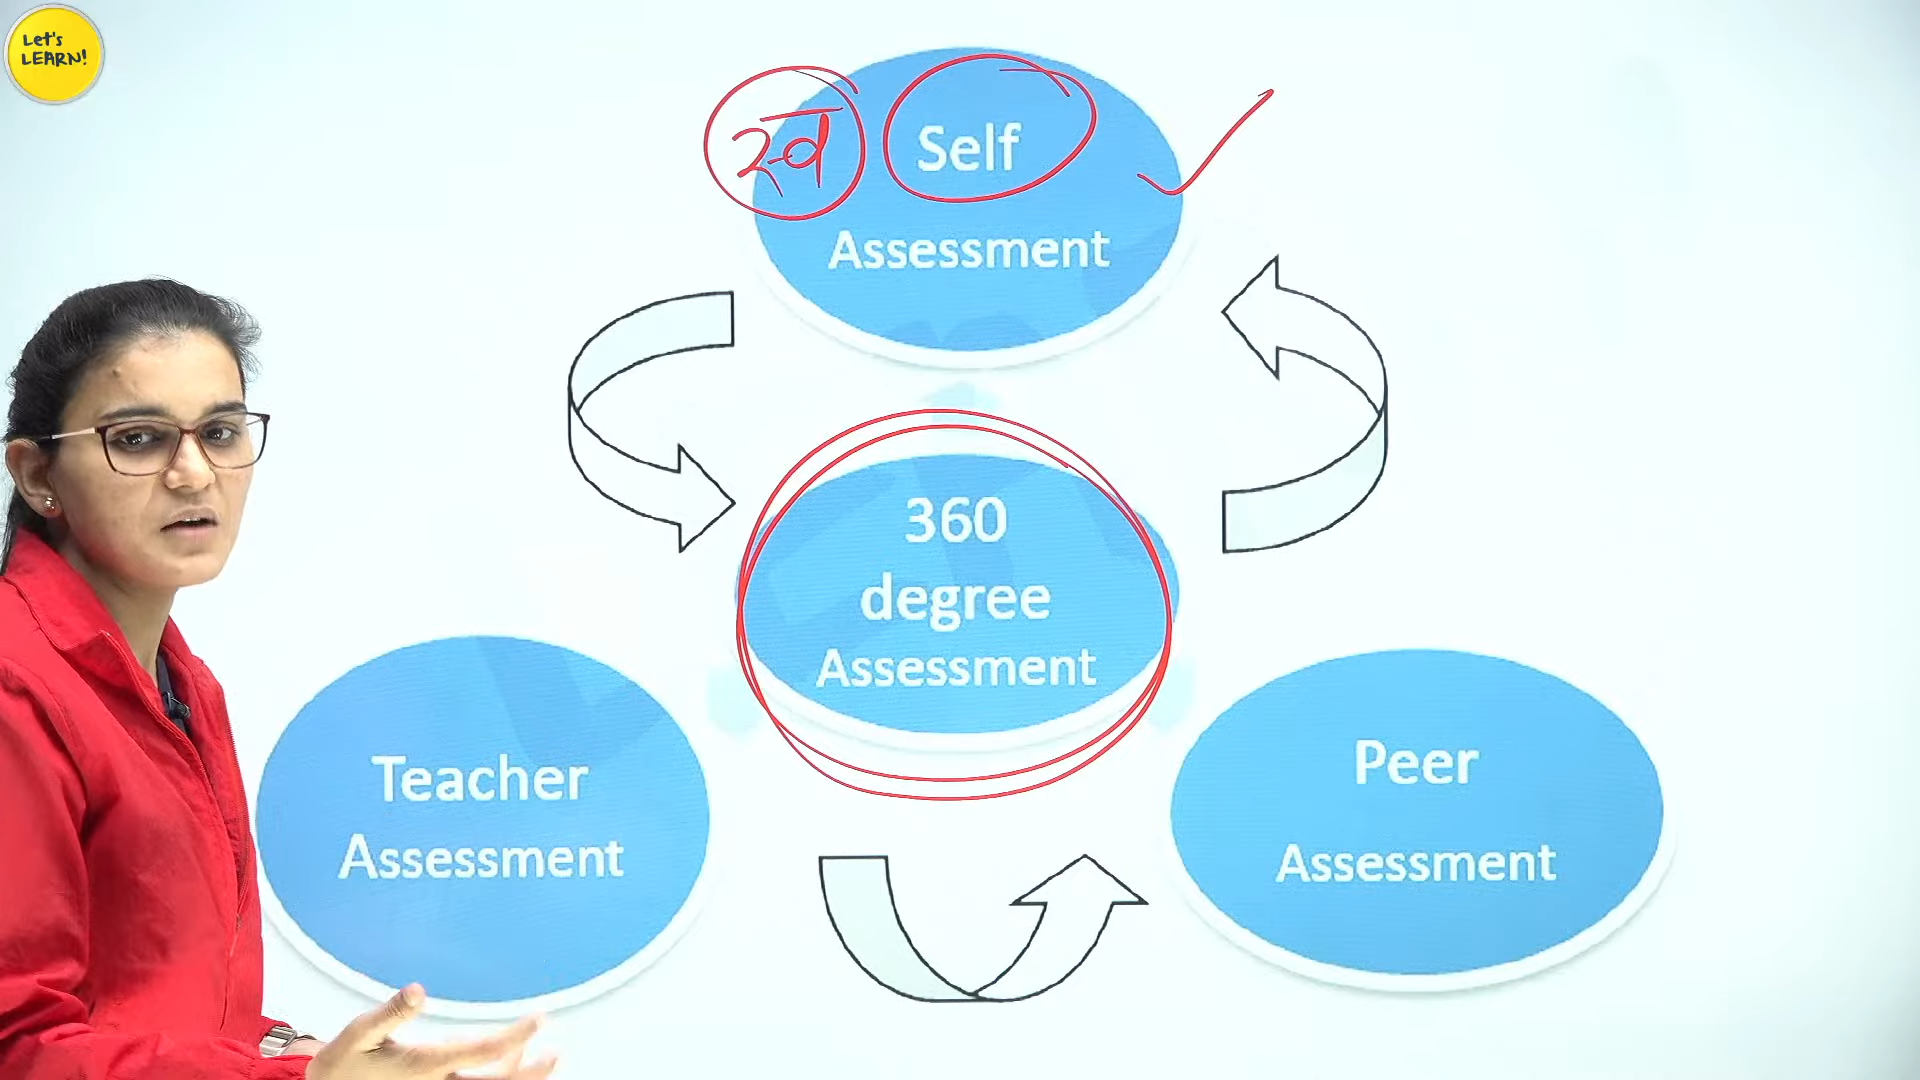 Let's
LEARN!
स्व
Self
Assessment
360
degree
Assessment
Teacher
Assessment
Peer
Assessment